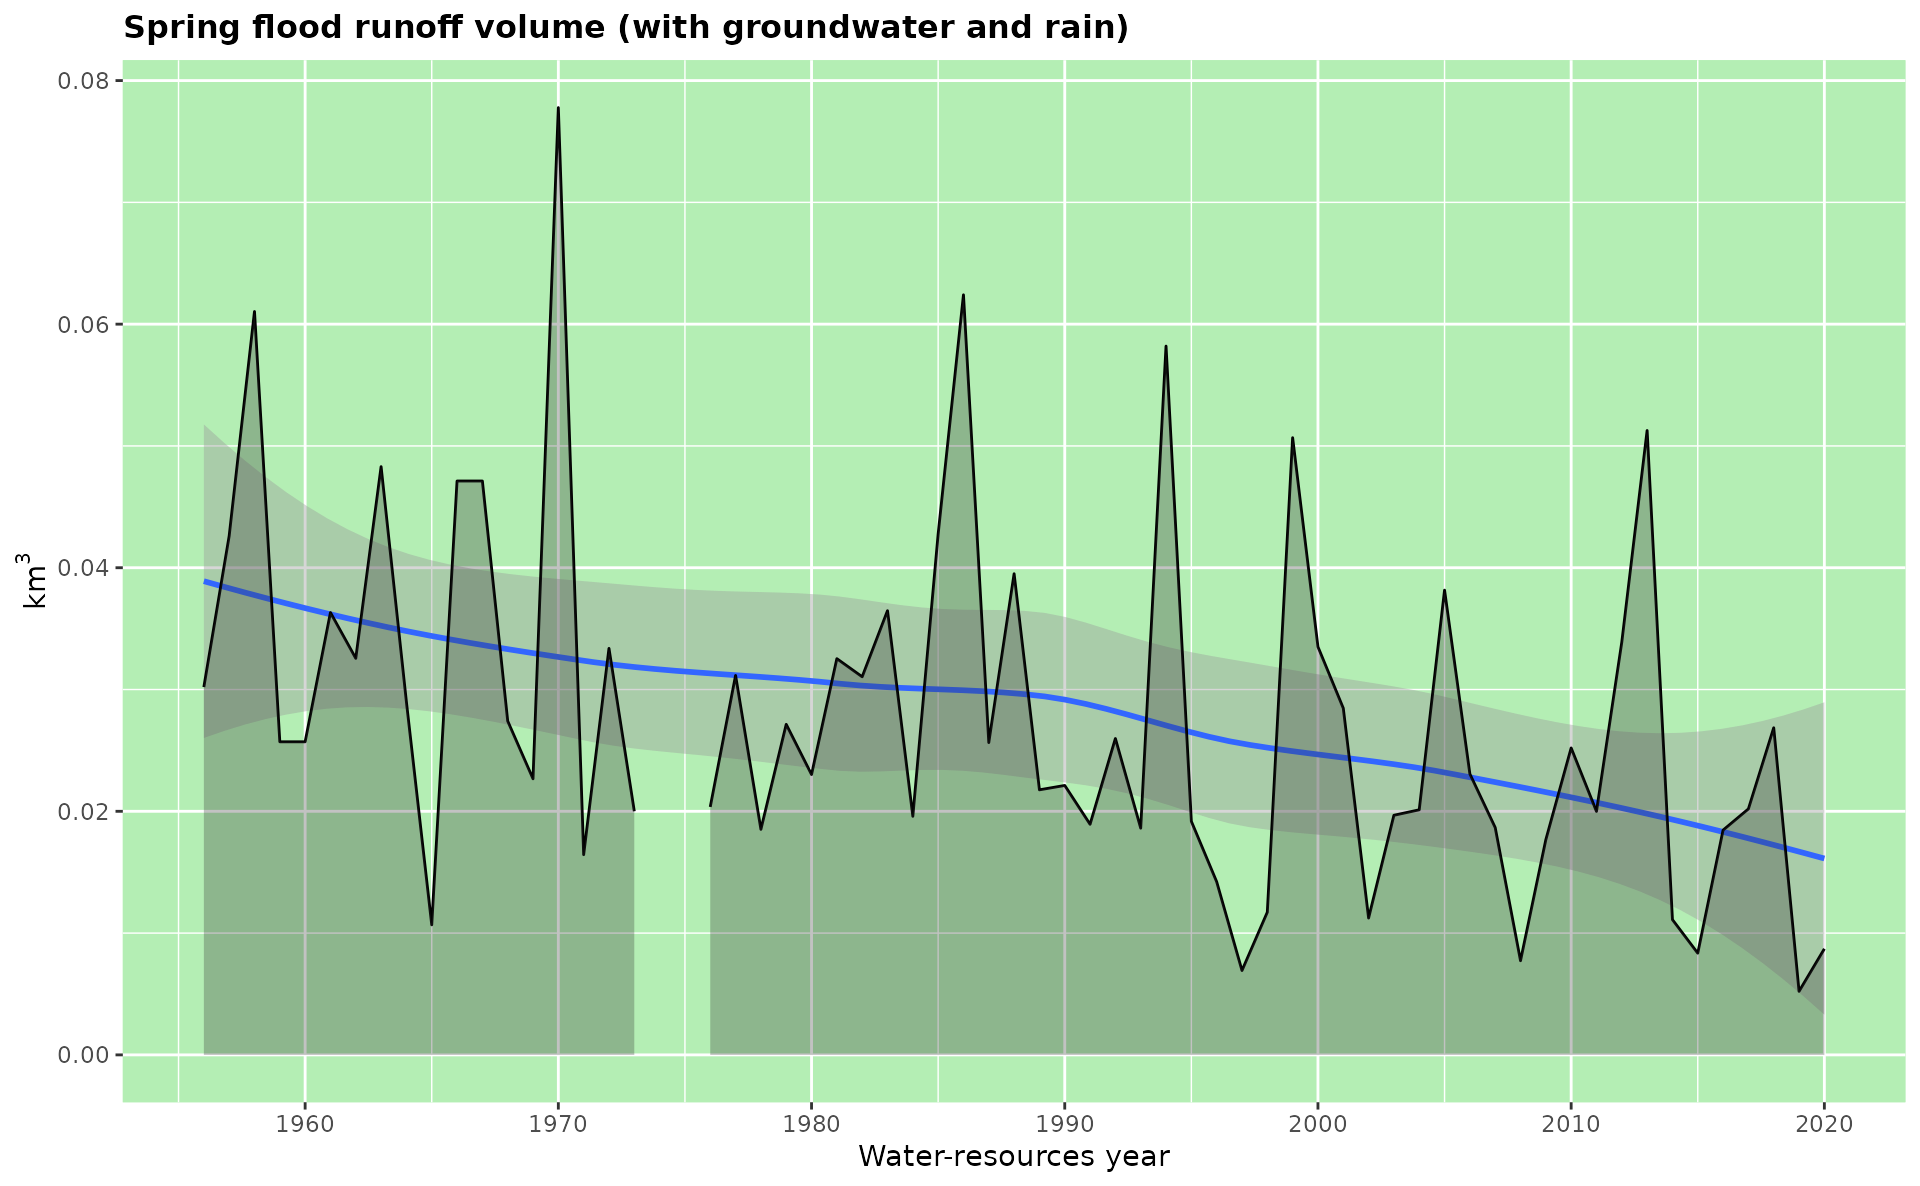 Spring flood runoff volume (with groundwater and rain)
0.08
0.06
0.04
0.02
0.00
km³
1960 1970 1980 1990 2000 2010 2020
Water-resources year